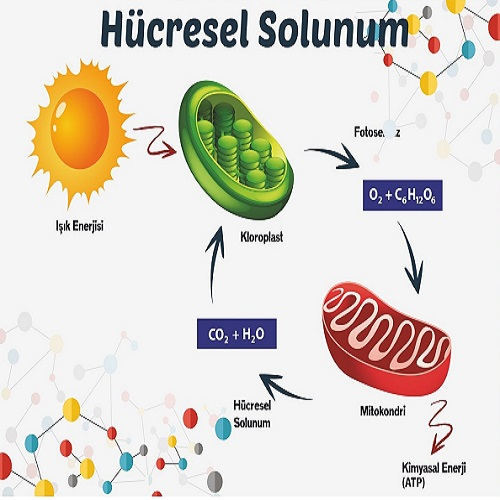 Hücresel Solunum
Işık Enerjisi
Kloroplast
O₂ + C₆H₁₂O₆
CO₂ + H₂O
Hücresel
Solunum
Mitokondri
Kimyasal Enerji
(ATP)